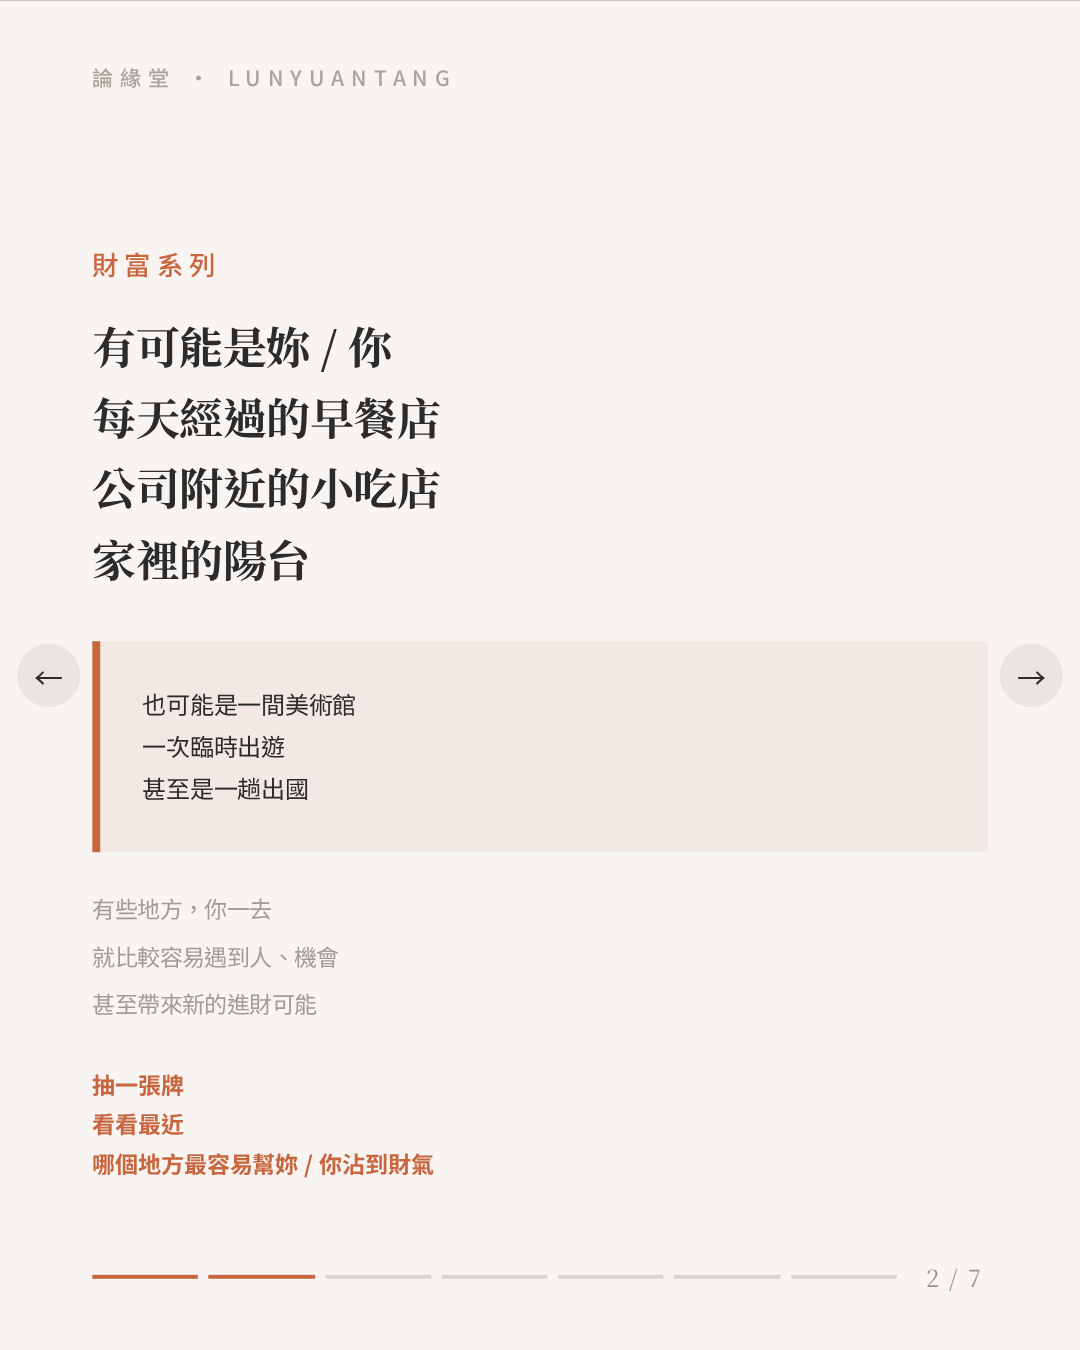 論緣堂 • LUNYUANTANG
財富系列
有可能是妳 / 你
每天經過的早餐店
公司附近的小吃店
家裡的陽台
也可能是一間美術館
一次臨時出遊
甚至是一趟出國
← →
有些地方，你一去
就比較容易遇到人、機會
甚至帶來新的進財可能
抽一張牌
看看最近
哪個地方最容易幫妳 / 你沾到財氣
2 / 7